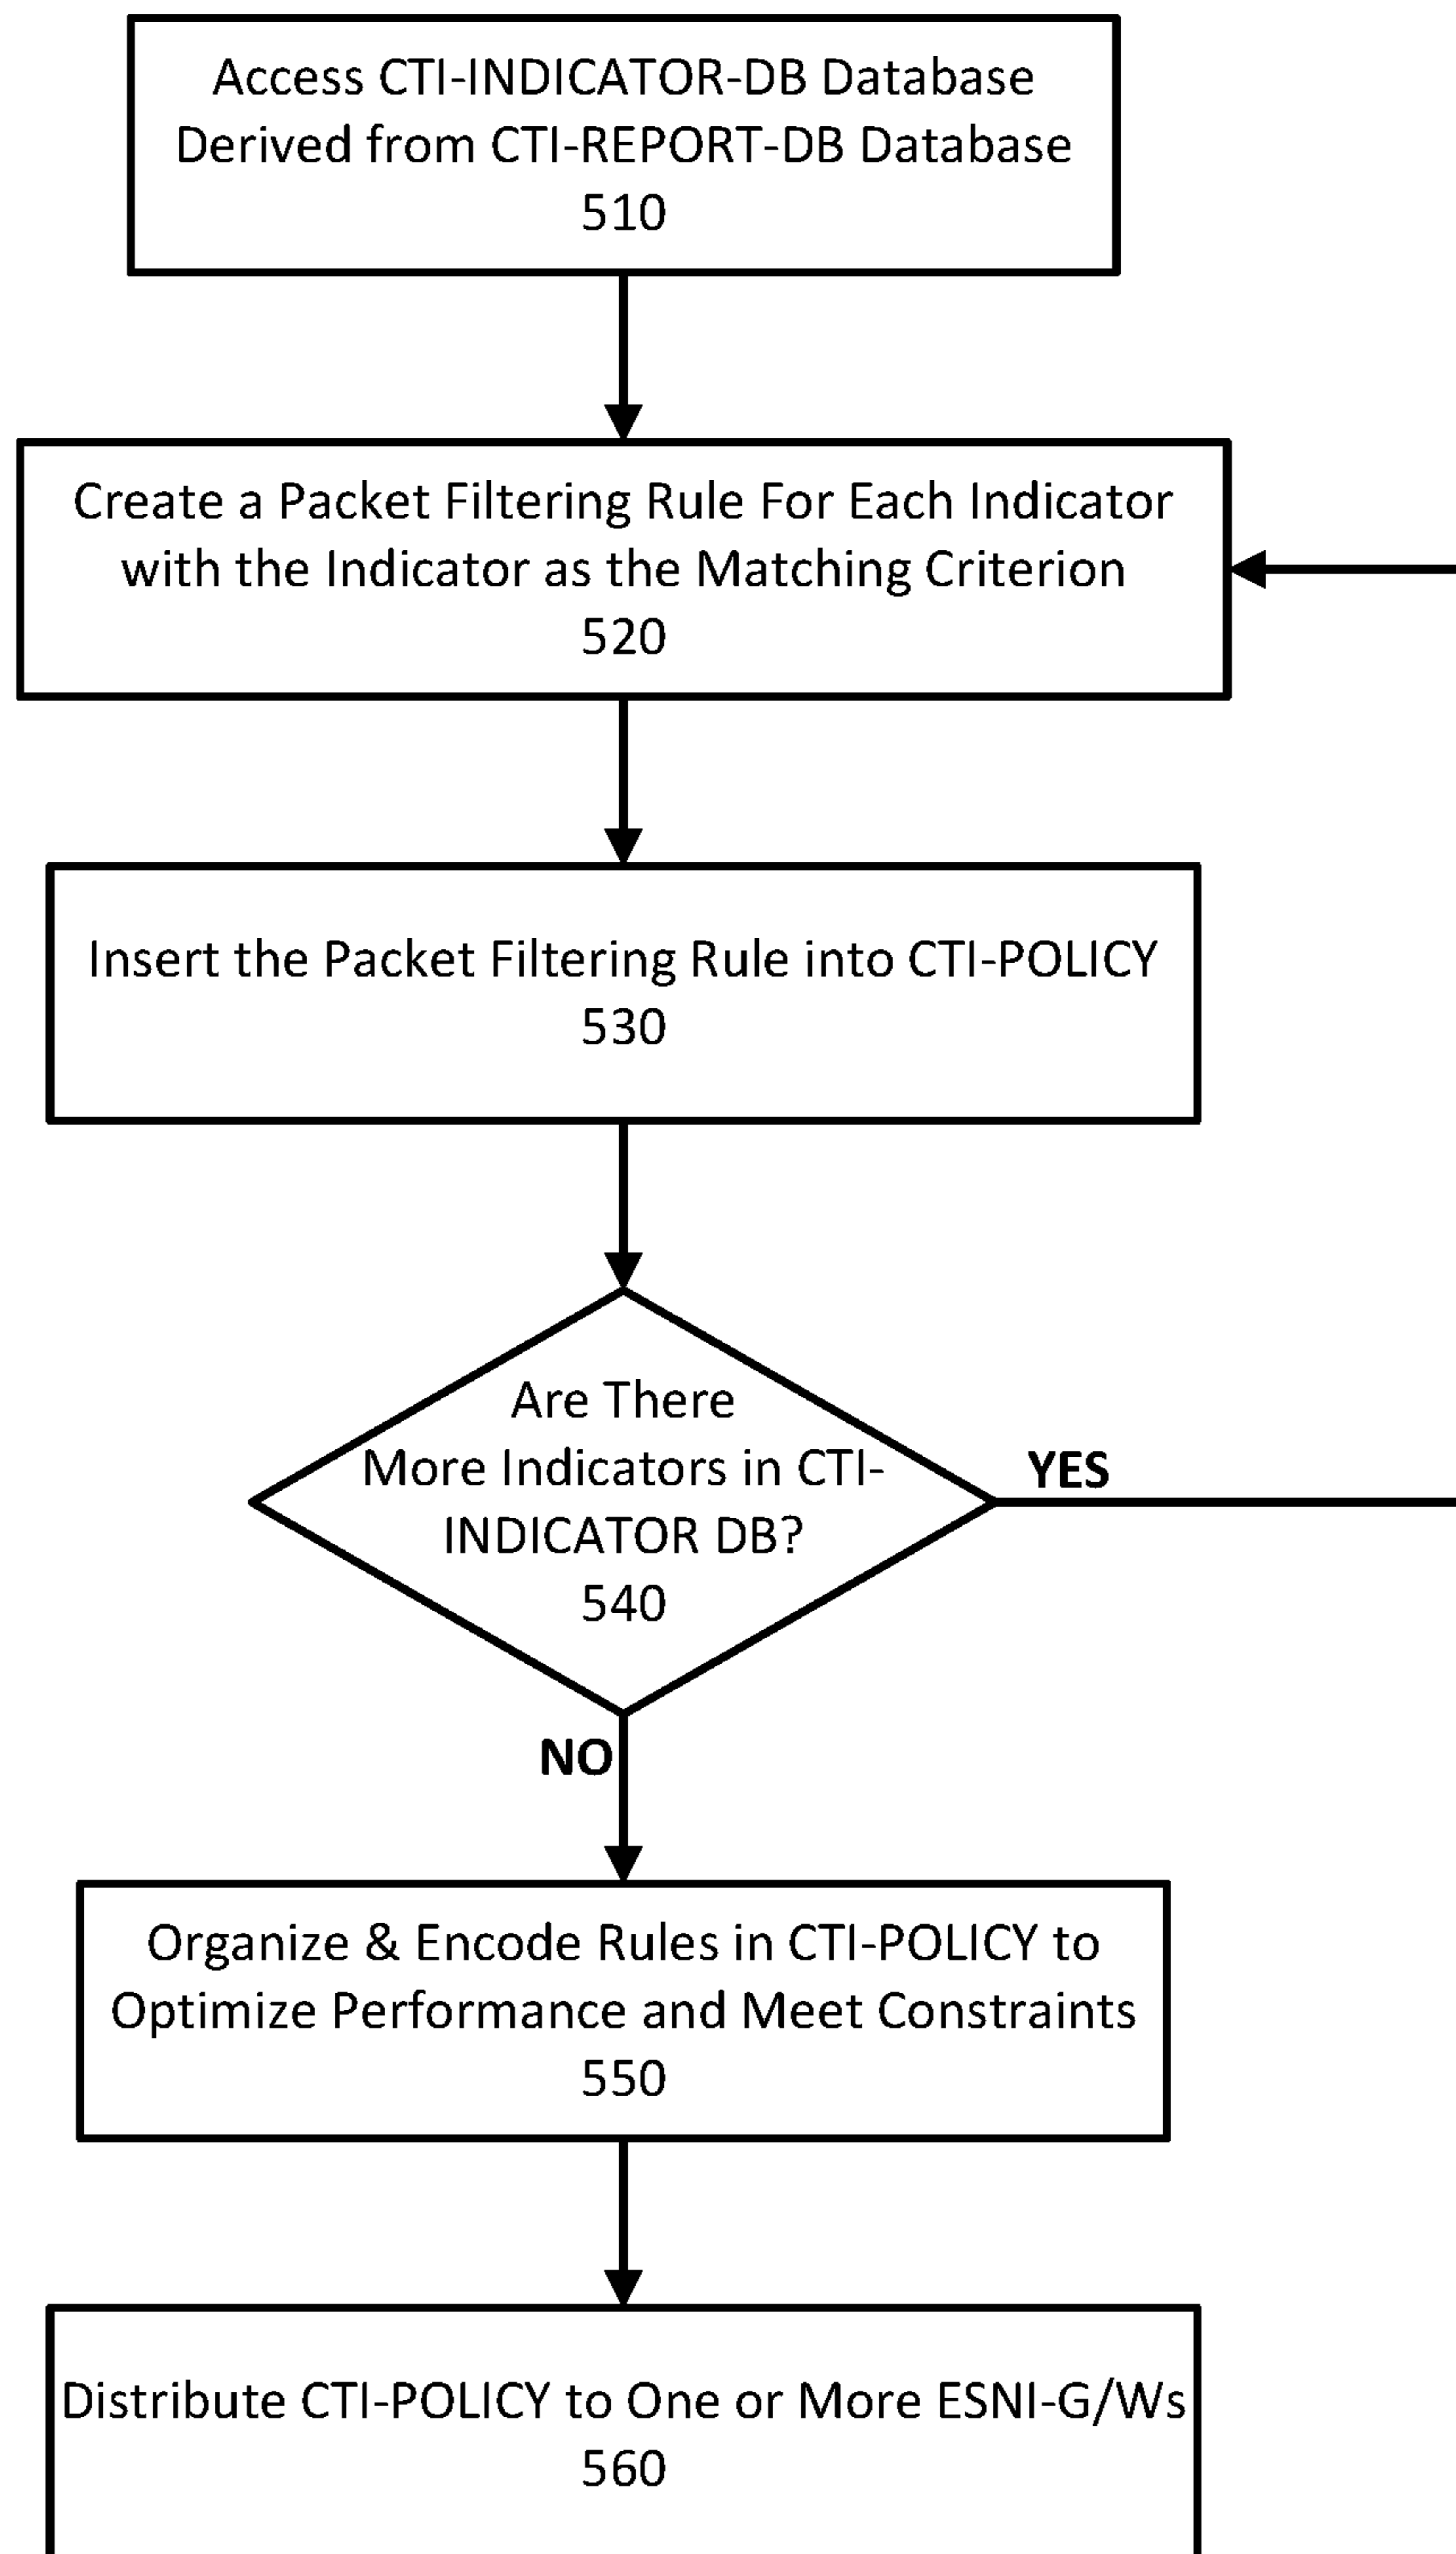 Access CTI-INDICATOR-DB Database
Derived from CTI-REPORT-DB Database
510
Create a Packet Filtering Rule For Each Indicator
with the Indicator as the Matching Criterion
520
Insert the Packet Filtering Rule into CTI-POLICY
530
Are There
More Indicators in CTI-
INDICATOR DB?
540
YES
NO
Organize & Encode Rules in CTI-POLICY to
Optimize Performance and Meet Constraints
550
Distribute CTI-POLICY to One or More ESNI-G/Ws
560